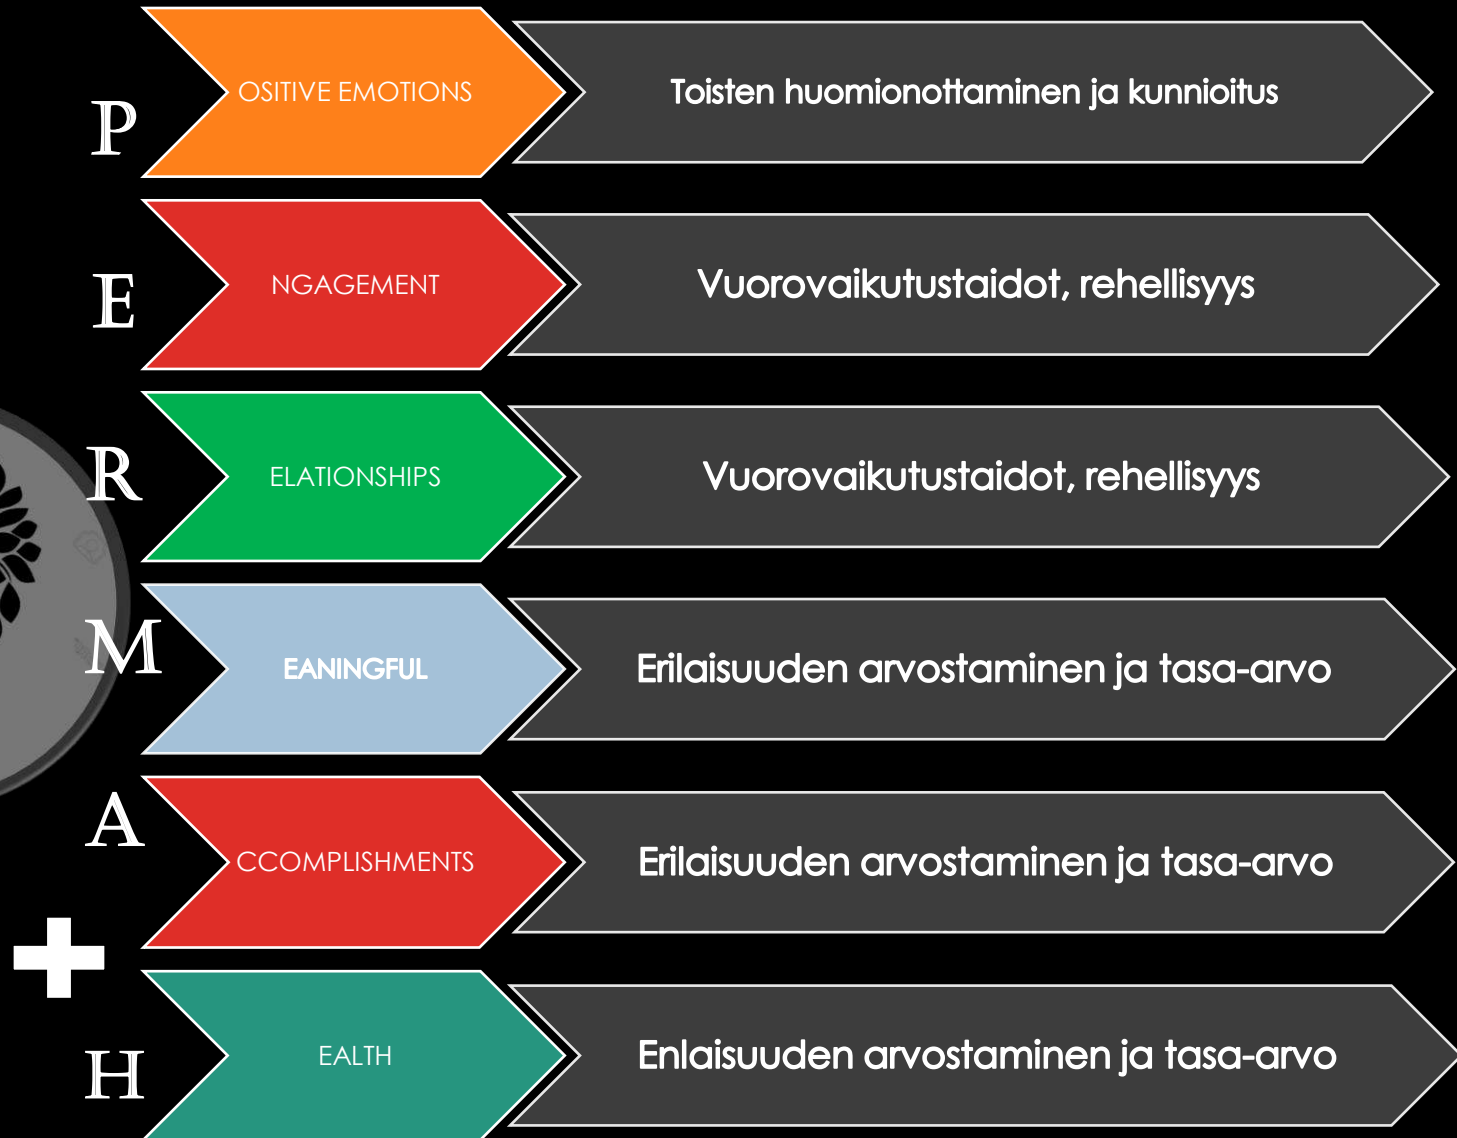 P OSITIVE EMOTIONS Toisten huomionottaminen ja kunnioitus
E NGAGEMENT Vuorovaikutustaidot, rehellisyys
R ELATIONSHIPS Vuorovaikutustaidot, rehellisyys
M EANINGFUL Erilaisuuden arvostaminen ja tasa-arvo
A CCOMPLISHMENTS Erilaisuuden arvostaminen ja tasa-arvo
+
H EALTH Enlaisuuden arvostaminen ja tasa-arvo